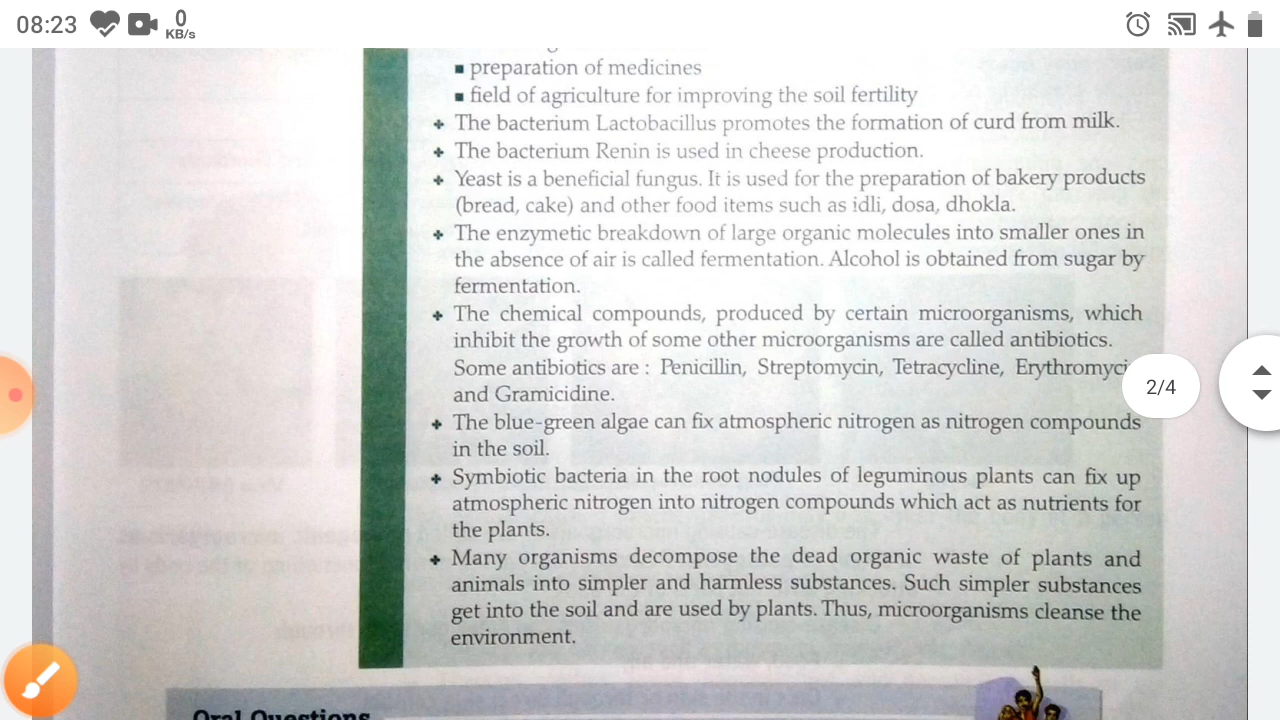 08:23 0 KB/s
preparation of medicines
field of agriculture for improving the soil fertility
The bacterium Lactobacillus promotes the formation of curd from milk.
The bacterium Renin is used in cheese production.
Yeast is a beneficial fungus. It is used for the preparation of bakery products
(bread, cake) and other food items such as idli, dosa, dhokla.
The enzymetic breakdown of large organic molecules into smaller ones in
the absence of air is called fermentation. Alcohol is obtained from sugar by
fermentation.
The chemical compounds, produced by certain microorganisms, which
inhibit the growth of some other microorganisms are called antibiotics.
Some antibiotics are : Penicillin, Streptomycin, Tetracycline, Erythromyci
2/4
and Gramicidine.
The blue-green algae can fix atmospheric nitrogen as nitrogen compounds
in the soil.
Symbiotic bacteria in the root nodules of leguminous plants can fix up
atmospheric nitrogen into nitrogen compounds which act as nutrients for
the plants.
Many organisms decompose the dead organic waste of plants and
animals into simpler and harmless substances. Such simpler substances
get into the soil and are used by plants. Thus, microorganisms cleanse the
environment.
Oral Questions